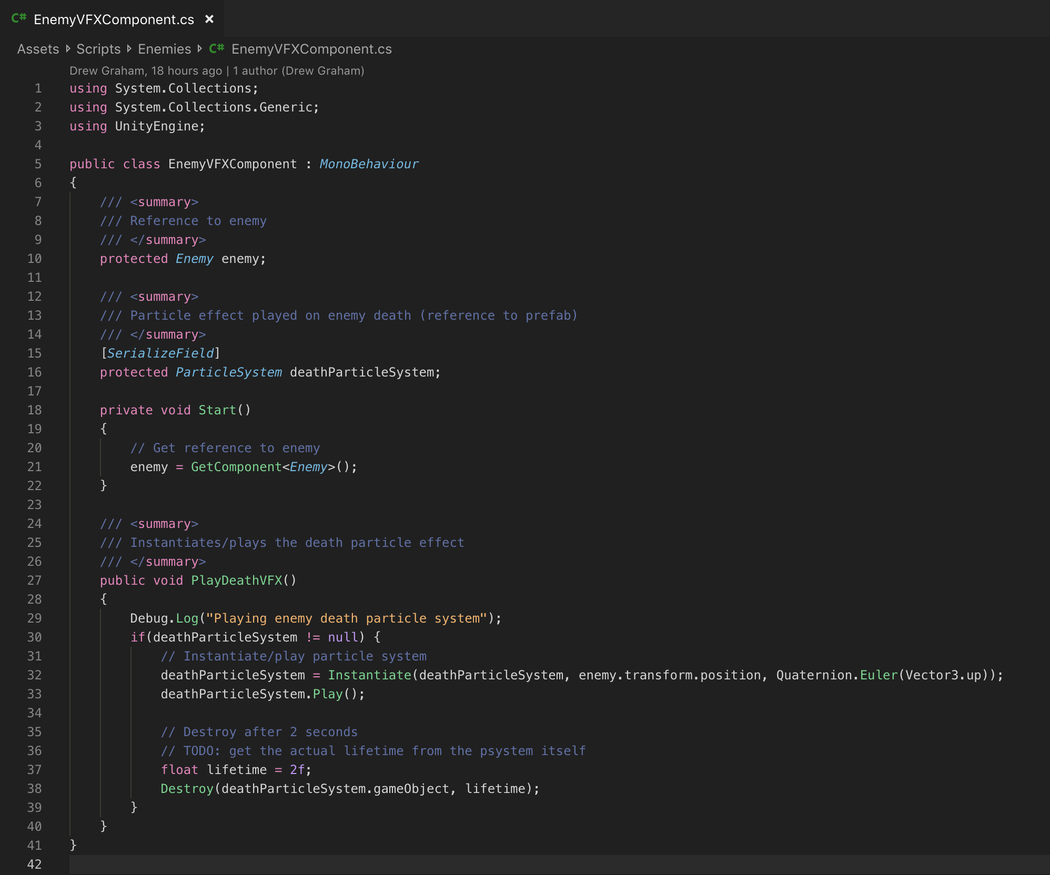 C# EnemyVFXComponent.cs ×
Assets Scripts Enemies C# EnemyVFXComponent.cs
Drew Graham, 18 hours ago | 1 author (Drew Graham)
1 using System.Collections;
2 using System.Collections.Generic;
3 using UnityEngine;
4
5 public class EnemyVFXComponent : MonoBehaviour
6 {
7     /// <summary>
8     /// Reference to enemy
9     /// </summary>
10     protected Enemy enemy;
11
12     /// <summary>
13     /// Particle effect played on enemy death (reference to prefab)
14     /// </summary>
15     [SerializeField]
16     protected ParticleSystem deathParticleSystem;
17
18     private void Start()
19     {
20         // Get reference to enemy
21         enemy = GetComponent<Enemy>();
22     }
23
24     /// <summary>
25     /// Instantiates/plays the death particle effect
26     /// </summary>
27     public void PlayDeathVFX()
28     {
29         Debug.Log("Playing enemy death particle system");
30         if(deathParticleSystem != null) {
31             // Instantiate/play particle system
32             deathParticleSystem = Instantiate(deathParticleSystem, enemy.transform.position, Quaternion.Euler(Vector3.up));
33             deathParticleSystem.Play();
34
35             // Destroy after 2 seconds
36             // TODO: get the actual lifetime from the psystem itself
37             float lifetime = 2f;
38             Destroy(deathParticleSystem.gameObject, lifetime);
39         }
40     }
41 }
42